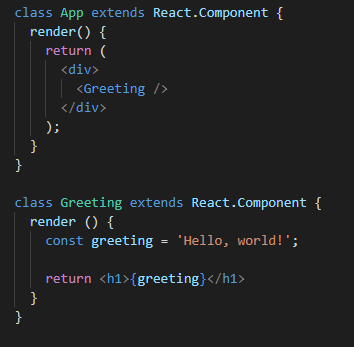 class App extends React.Component {
  render() {
    return (
      <div>
        <Greeting />
      </div>
    );
  }
}

class Greeting extends React.Component {
  render () {
    const greeting = 'Hello, world!';

    return <h1>{greeting}</h1>
  }
}